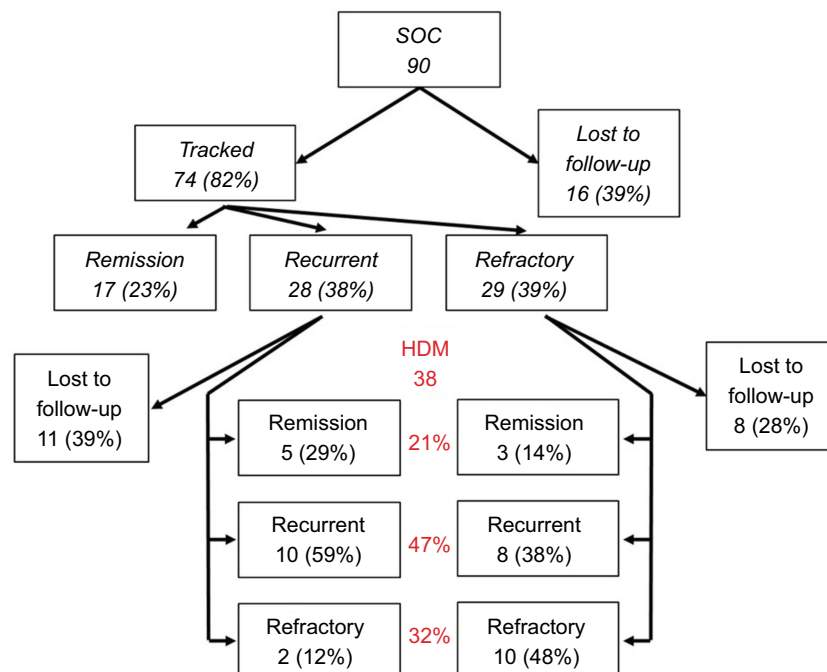 SOC
90
Tracked
74 (82%)
Lost to
follow-up
16 (39%)
Remission
17 (23%)
Recurrent
28 (38%)
Refractory
29 (39%)
Lost to
follow-up
11 (39%)
HDM
38
Lost to
follow-up
8 (28%)
Remission
5 (29%)
21%
Remission
3 (14%)
Recurrent
10 (59%)
47%
Recurrent
8 (38%)
Refractory
2 (12%)
32%
Refractory
10 (48%)